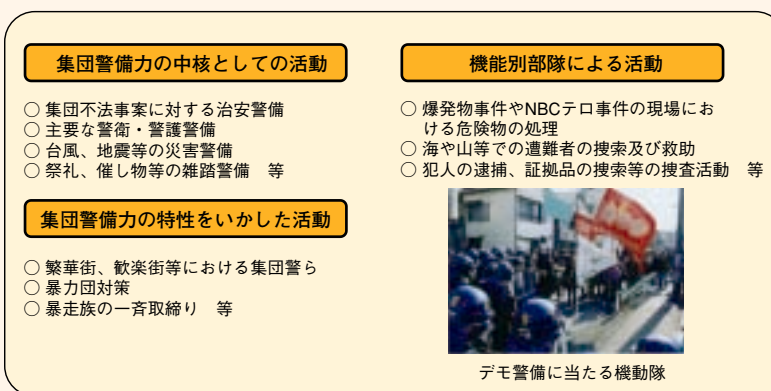 集団警備力の中核としての活動
○ 集団不法事案に対する治安警備
○ 主要な警衛・警護警備
○ 台風、地震等の災害警備
○ 祭礼、催し物等の雑踏警備　等
集団警備力の特性をいかした活動
○ 繁華街、歓楽街等における集団警ら
○ 暴力団対策
○ 暴走族の一斉取締り　等
機能別部隊による活動
○ 爆発物事件やNBCテロ事件の現場にお
ける危険物の処理
○ 海や山等での遭難者の捜索及び救助
○ 犯人の逮捕、証拠品の捜索等の捜査活動　等
デモ警備に当たる機動隊